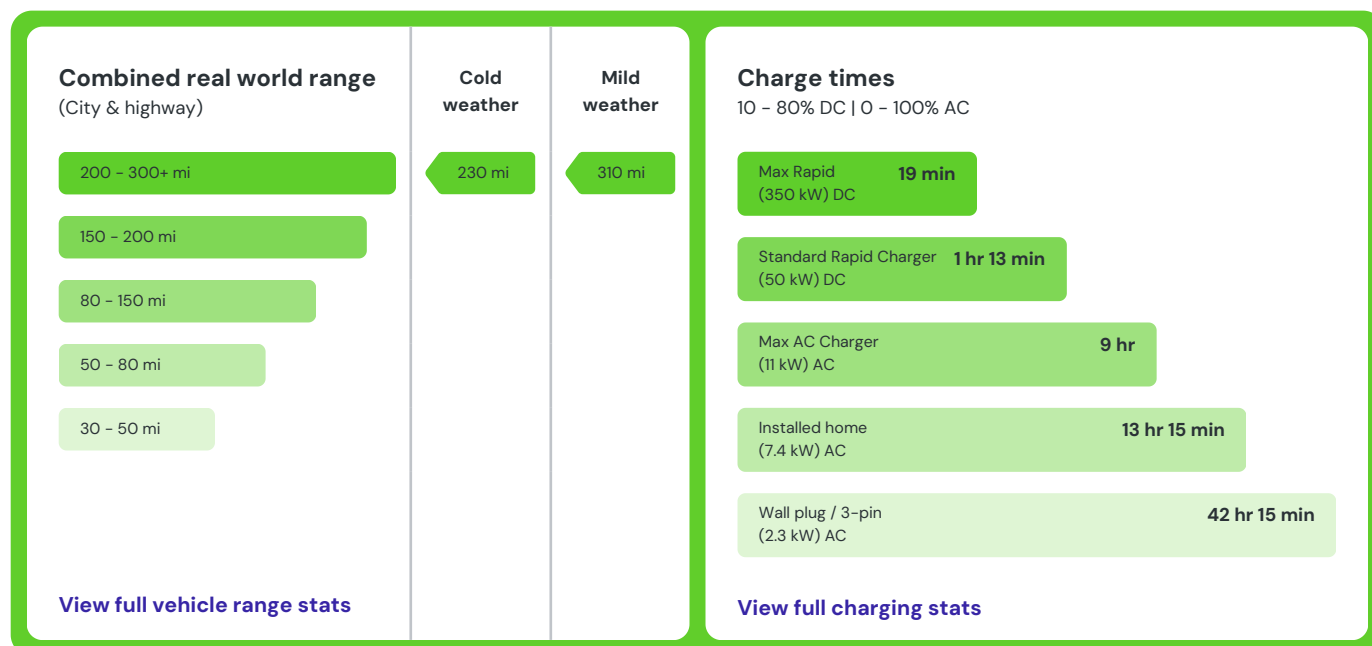 Combined real world range
(City & highway)
Cold
weather
Mild
weather
200 - 300+ mi
230 mi
310 mi
150 - 200 mi
80 - 150 mi
50 - 80 mi
30 - 50 mi
View full vehicle range stats
Charge times
10 - 80% DC | 0 - 100% AC
Max Rapid
(350 kW) DC
19 min
Standard Rapid Charger
(50 kW) DC
1 hr 13 min
Max AC Charger
(11 kW) AC
9 hr
Installed home
(7.4 kW) AC
13 hr 15 min
Wall plug / 3-pin
(2.3 kW) AC
42 hr 15 min
View full charging stats